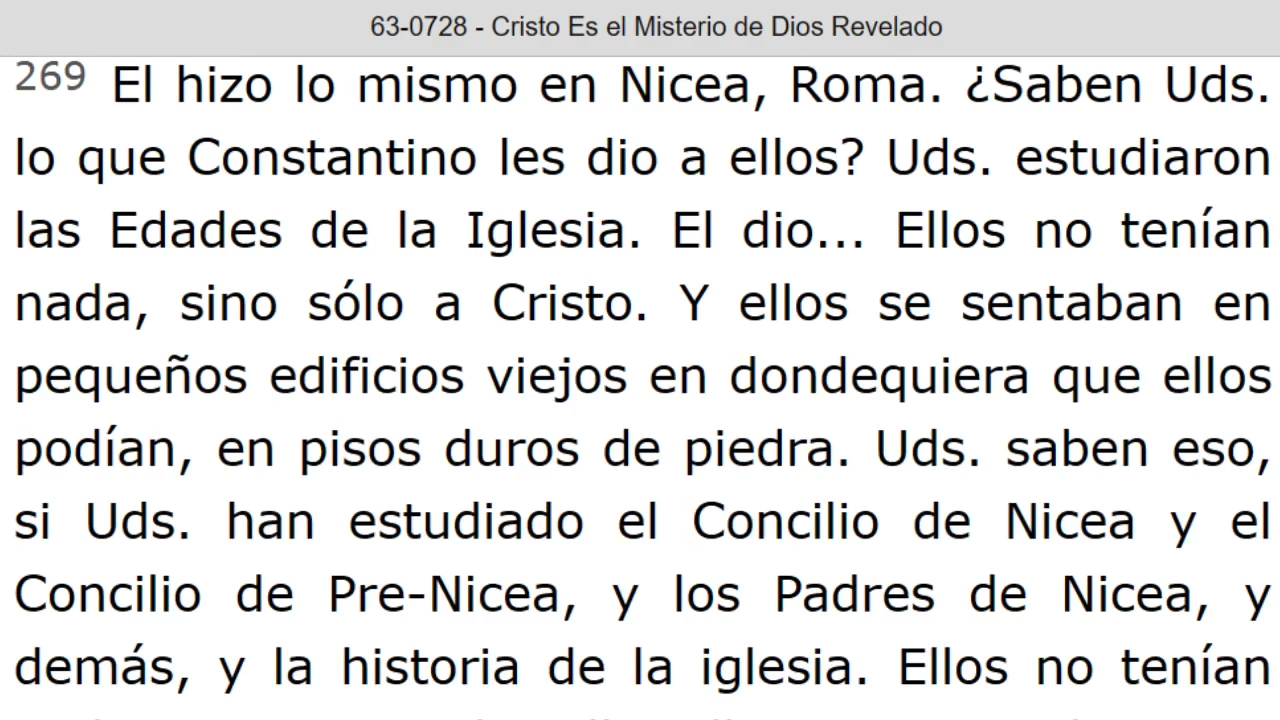 63-0728 - Cristo Es el Misterio de Dios Revelado
269 El hizo lo mismo en Nicea, Roma. ¿Saben Uds.
lo que Constantino les dio a ellos? Uds. estudiaron
las Edades de la Iglesia. El dio... Ellos no tenían
nada, sino sólo a Cristo. Y ellos se sentaban en
pequeños edificios viejos en dondequiera que ellos
podían, en pisos duros de piedra. Uds. saben eso,
si Uds. han estudiado el Concilio de Nicea y el
Concilio de Pre-Nicea, y los Padres de Nicea, y
demás, y la historia de la iglesia. Ellos no tenían